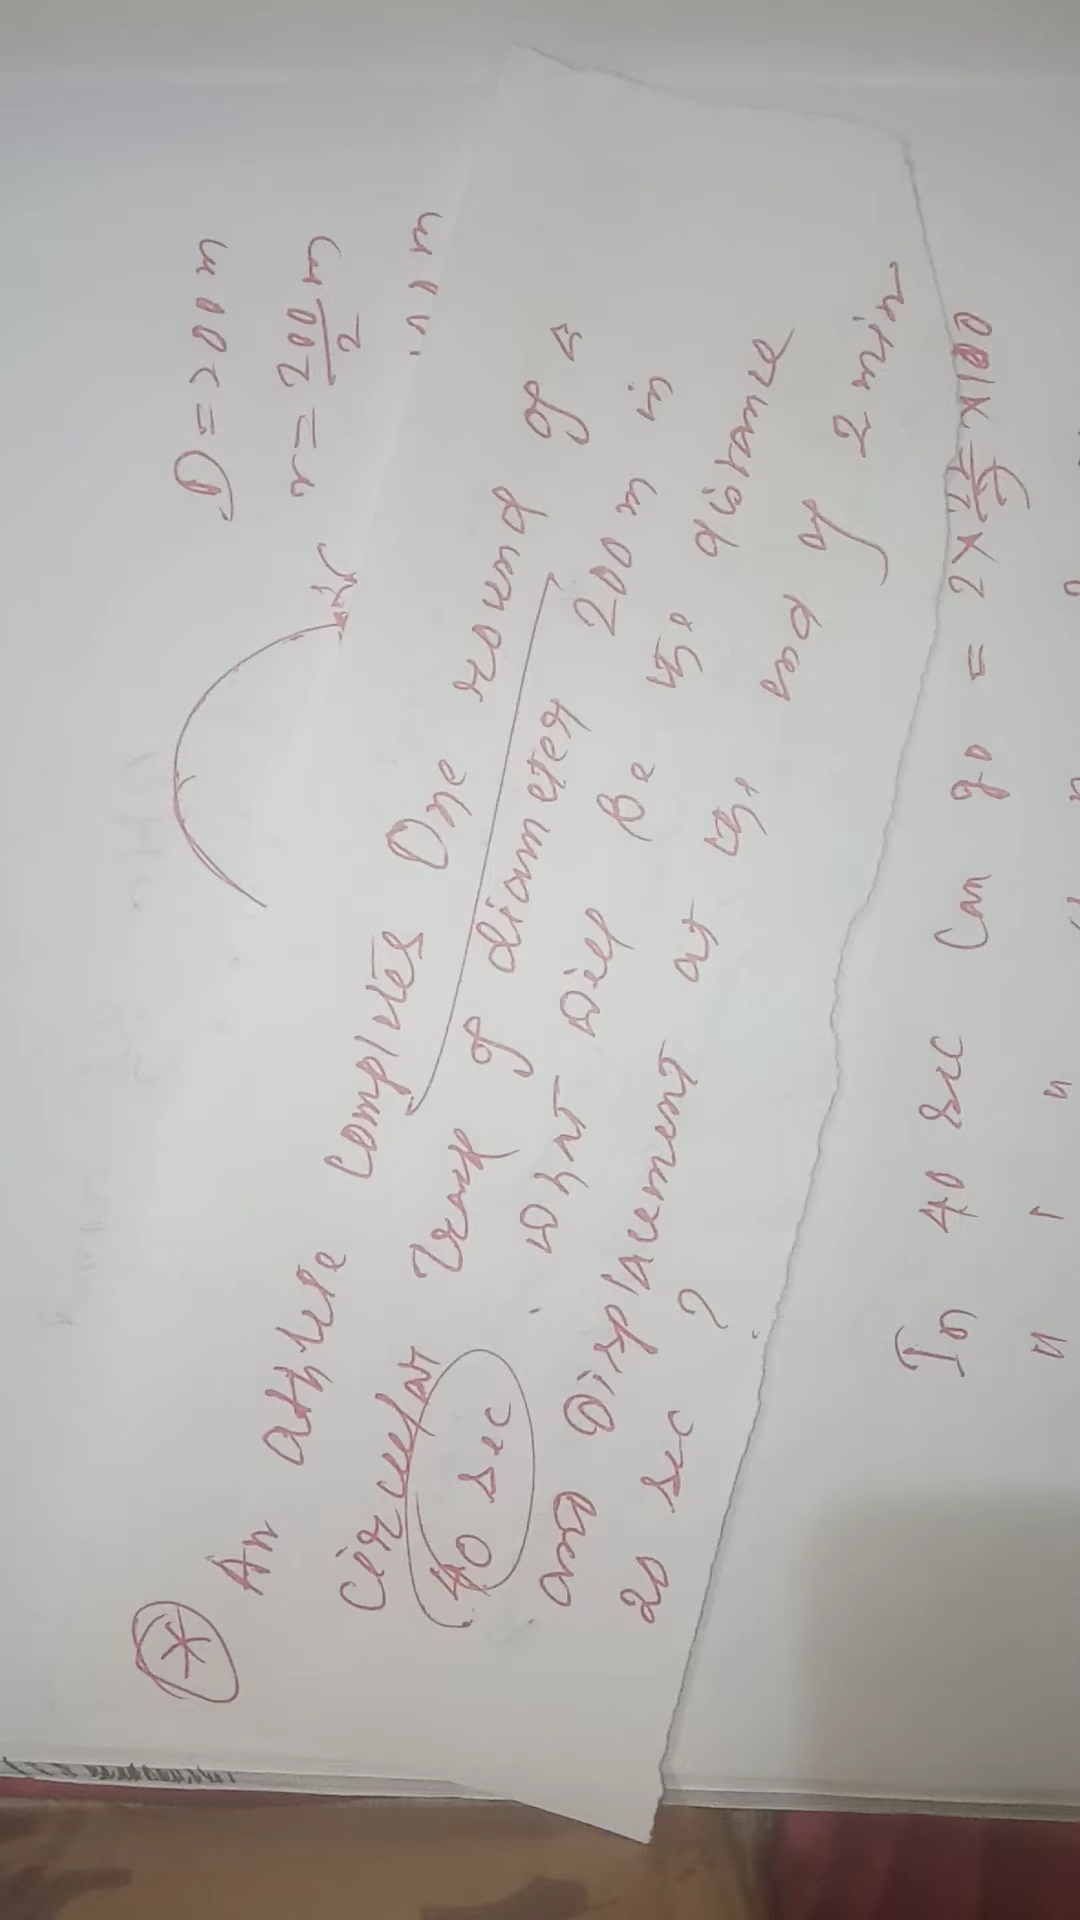 D = 200 m
r = 200/2 m
An athlete completes One round of a
circular Track of diameter 200 m in
40 sec. What will Be the distance
and Displacement at the end of 2 min
20 sec ?
In 40 sec Can go = 2 × 22/7 × 100